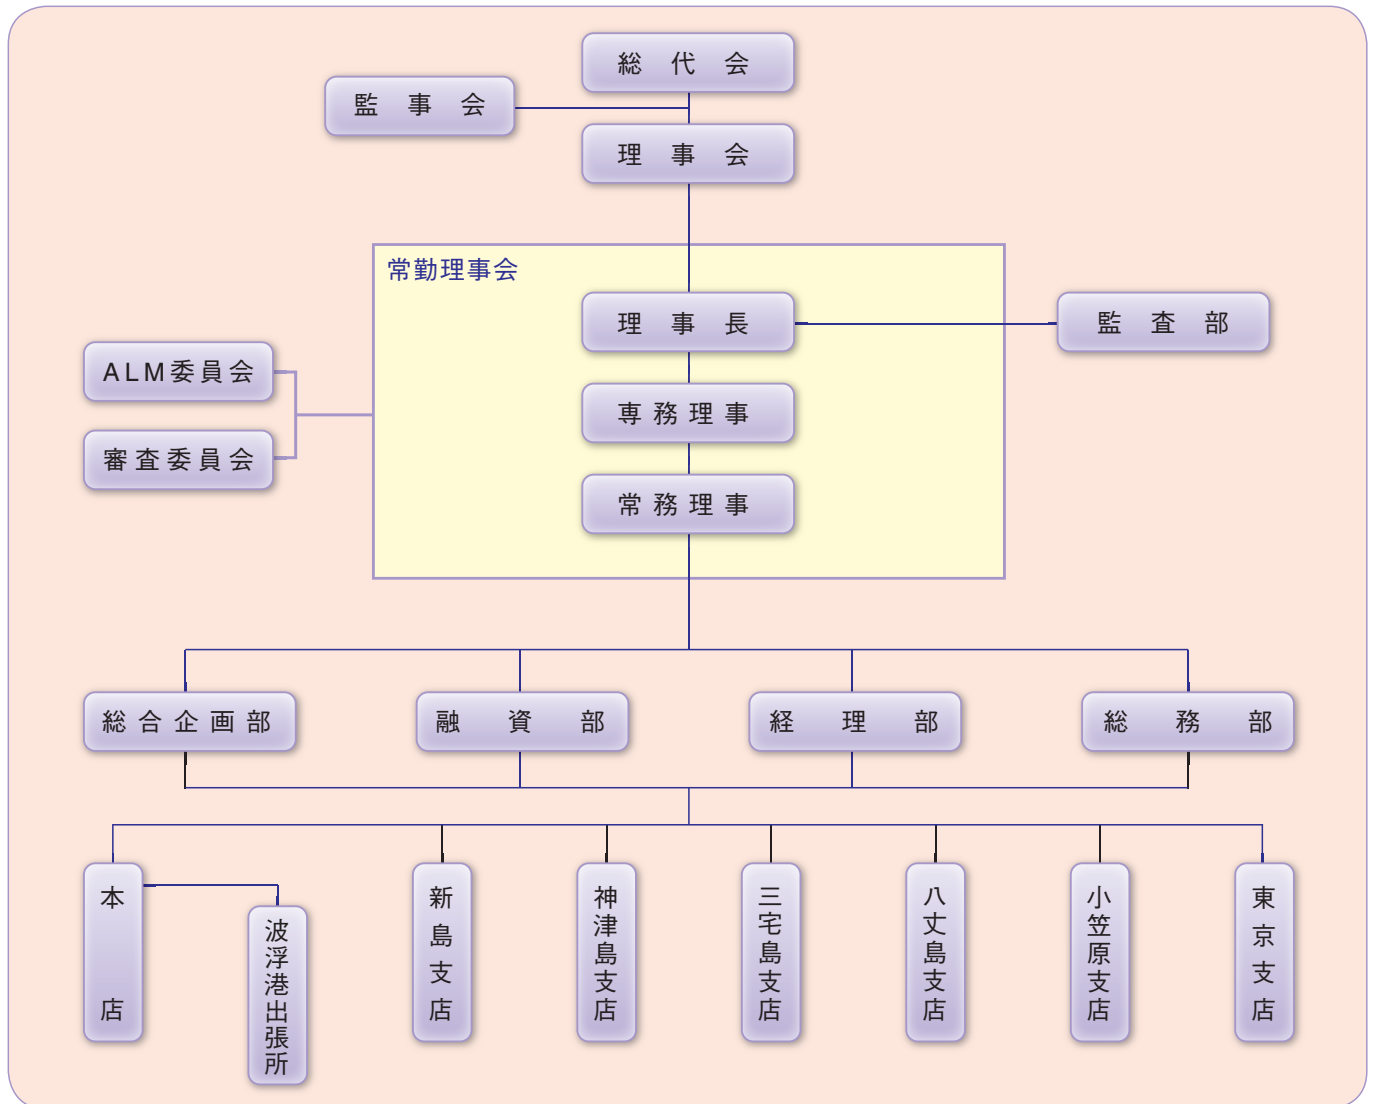 総代会
監事会
理事会
常勤理事会
理事長
監査部
ALM委員会
専務理事
審査委員会
常務理事
総合企画部
融資部
経理部
総務部
本店
波浮港出張所
新島支店
神津島支店
三宅島支店
八丈島支店
小笠原支店
東京支店